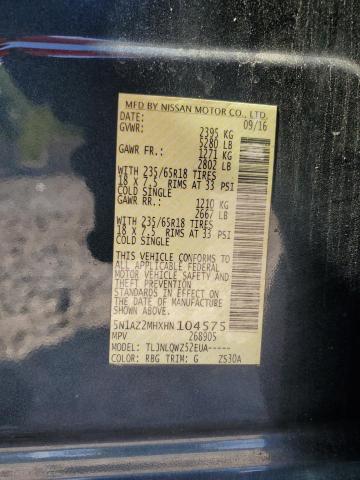 MFD BY NISSAN MOTOR CO., LTD.
DATE: 09/16
GVWR: 2395 KG
5280 LB
GAWR FR.: 1271 KG
2802 LB
WITH 235/65R18 TIRES
18 X 7.5 RIMS AT 33 PSI
COLD SINGLE
GAWR RR.: 1210 KG
2667 LB
WITH 235/65R18 TIRES
18 X 7.5 RIMS AT 33 PSI
COLD SINGLE
THIS VEHICLE CONFORMS TO
ALL APPLICABLE FEDERAL
MOTOR VEHICLE SAFETY AND
THEFT PREVENTION
STANDARDS IN EFFECT ON
THE DATE OF MANUFACTURE
SHOWN ABOVE.
5N1AZ2MHXHN104575
MPV 268905
MODEL: TLJNLQWZ52EUA-----
COLOR: RBG TRIM: G ZS30A